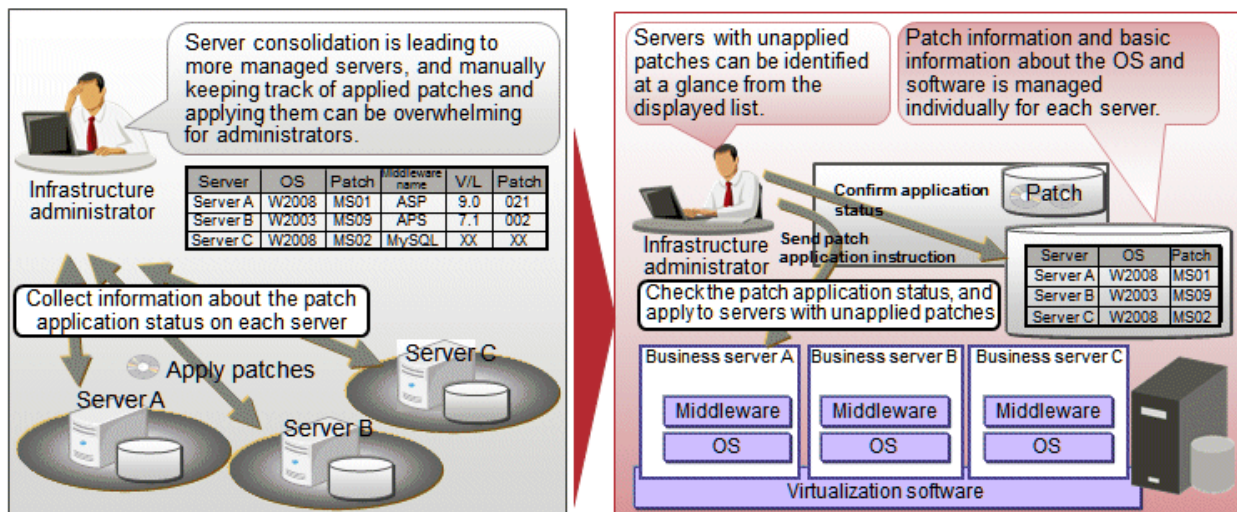 Server consolidation is leading to
more managed servers, and manually
keeping track of applied patches and
applying them can be overwhelming
for administrators.
Infrastructure
administrator
Server OS Patch Middleware name V/L Patch
Server A W2008 MS01 ASP 9.0 021
Server B W2003 MS09 APS 7.1 002
Server C W2008 MS02 MySQL XX XX
Collect information about the patch
application status on each server
Apply patches
Server C
Server A
Server B
Servers with unapplied
patches can be identified
at a glance from the
displayed list.
Patch information and basic
information about the OS and
software is managed
individually for each server.
Infrastructure
administrator
Confirm application
status
Patch
Send patch
application instruction
Server OS Patch
Server A W2008 MS01
Server B W2003 MS09
Server C W2008 MS02
Check the patch application status, and
apply to servers with unapplied patches
Business server A
Business server B
Business server C
Middleware
Middleware
Middleware
OS
OS
OS
Virtualization software